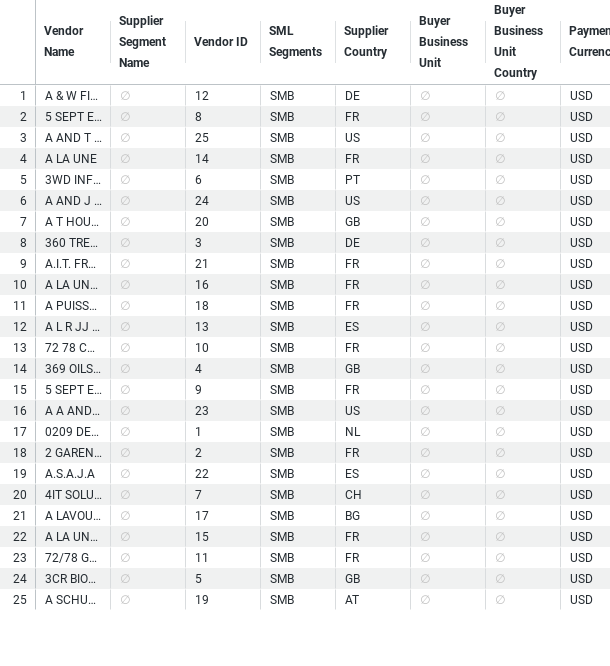 Vendor Name Supplier Segment Name Vendor ID SML Segments Supplier Country Buyer Business Unit Buyer Business Unit Country Paymen Currenc
1 A & W FI... ∅ 12 SMB DE ∅ ∅ USD
2 5 SEPT E... ∅ 8 SMB FR ∅ ∅ USD
3 A AND T ... ∅ 25 SMB US ∅ ∅ USD
4 A LA UNE ∅ 14 SMB FR ∅ ∅ USD
5 3WD INF... ∅ 6 SMB PT ∅ ∅ USD
6 A AND J ... ∅ 24 SMB US ∅ ∅ USD
7 A T HOU... ∅ 20 SMB GB ∅ ∅ USD
8 360 TRE... ∅ 3 SMB DE ∅ ∅ USD
9 A.I.T. FR... ∅ 21 SMB FR ∅ ∅ USD
10 A LA UN... ∅ 16 SMB FR ∅ ∅ USD
11 A PUISS... ∅ 18 SMB FR ∅ ∅ USD
12 A L R JJ ... ∅ 13 SMB ES ∅ ∅ USD
13 72 78 C... ∅ 10 SMB FR ∅ ∅ USD
14 369 OILS... ∅ 4 SMB GB ∅ ∅ USD
15 5 SEPT E... ∅ 9 SMB FR ∅ ∅ USD
16 A A AND... ∅ 23 SMB US ∅ ∅ USD
17 0209 DE... ∅ 1 SMB NL ∅ ∅ USD
18 2 GAREN... ∅ 2 SMB FR ∅ ∅ USD
19 A.S.A.J.A ∅ 22 SMB ES ∅ ∅ USD
20 4IT SOLU... ∅ 7 SMB CH ∅ ∅ USD
21 A LAVOU... ∅ 17 SMB BG ∅ ∅ USD
22 A LA UN... ∅ 15 SMB FR ∅ ∅ USD
23 72/78 G... ∅ 11 SMB FR ∅ ∅ USD
24 3CR BIO... ∅ 5 SMB GB ∅ ∅ USD
25 A SCHU... ∅ 19 SMB AT ∅ ∅ USD